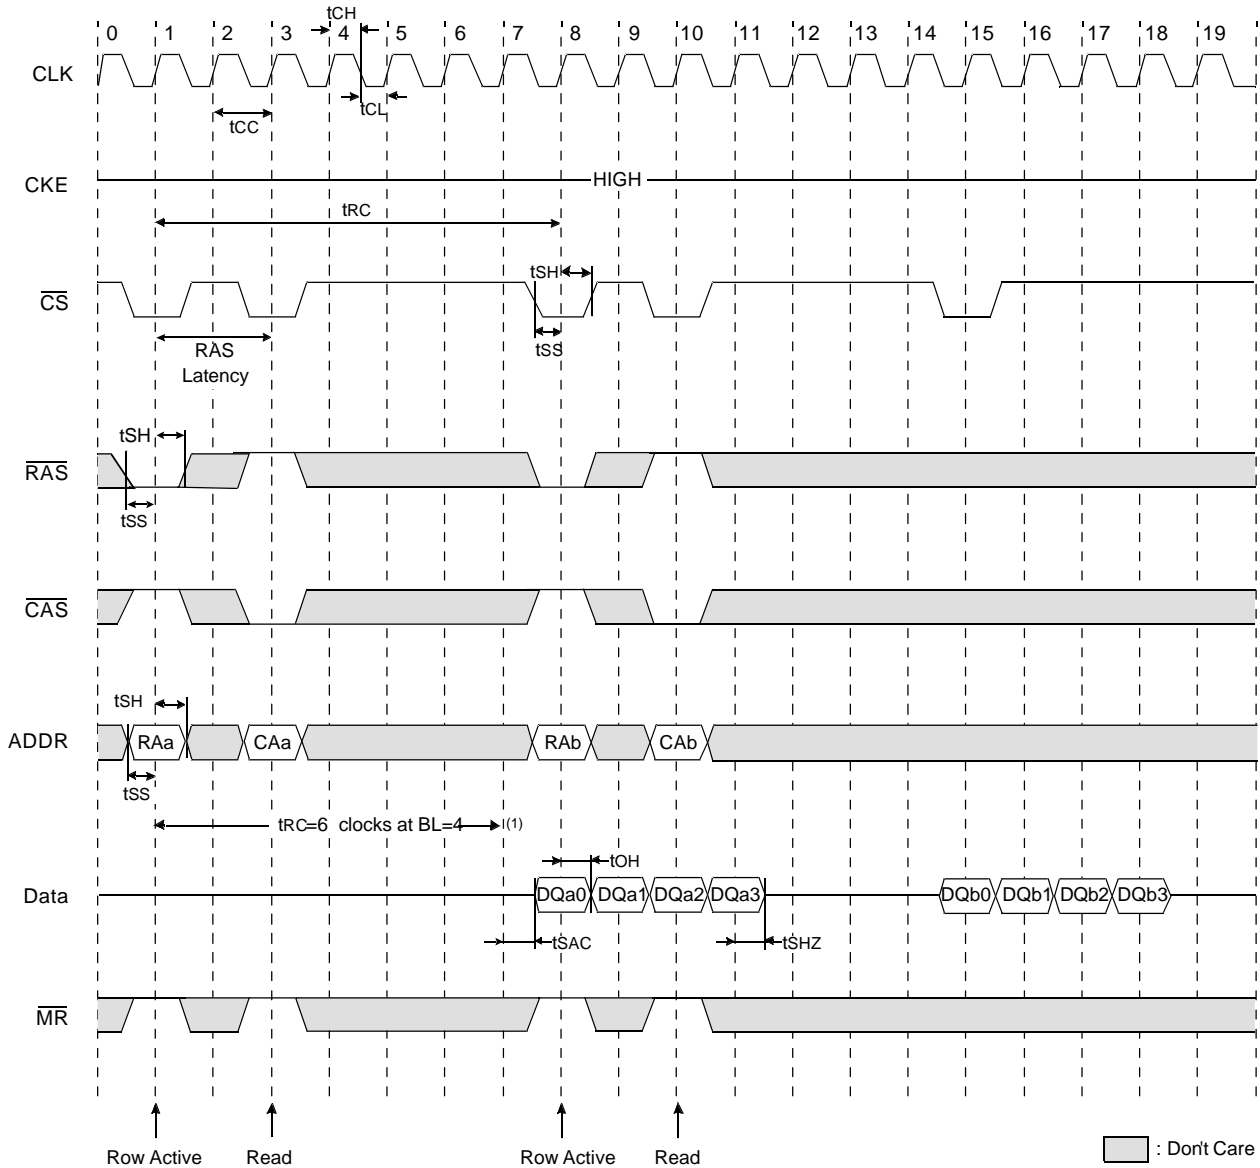 tCH
0 1 2 3 4 5 6 7 8 9 10 11 12 13 14 15 16 17 18 19
CLK
tCL
tCC
CKE
HIGH
tRC
tSH
CS
tSS
RAS
Latency
tSH
RAS
tSS
CAS
tSH
ADDR
RAa CAa RAb CAb
tSS
tRC=6 clocks at BL=4 (1)
tOH
Data
DQa0 DQa1 DQa2 DQa3 DQb0 DQb1 DQb2 DQb3
tSAC tSHZ
MR
Row Active Read Row Active Read
: Don't Care